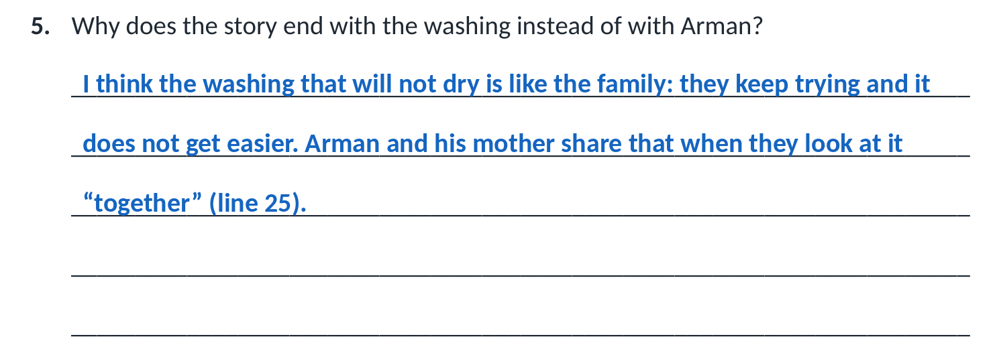 5. Why does the story end with the washing instead of with Arman?
I think the washing that will not dry is like the family: they keep trying and it
does not get easier. Arman and his mother share that when they look at it
“together” (line 25).